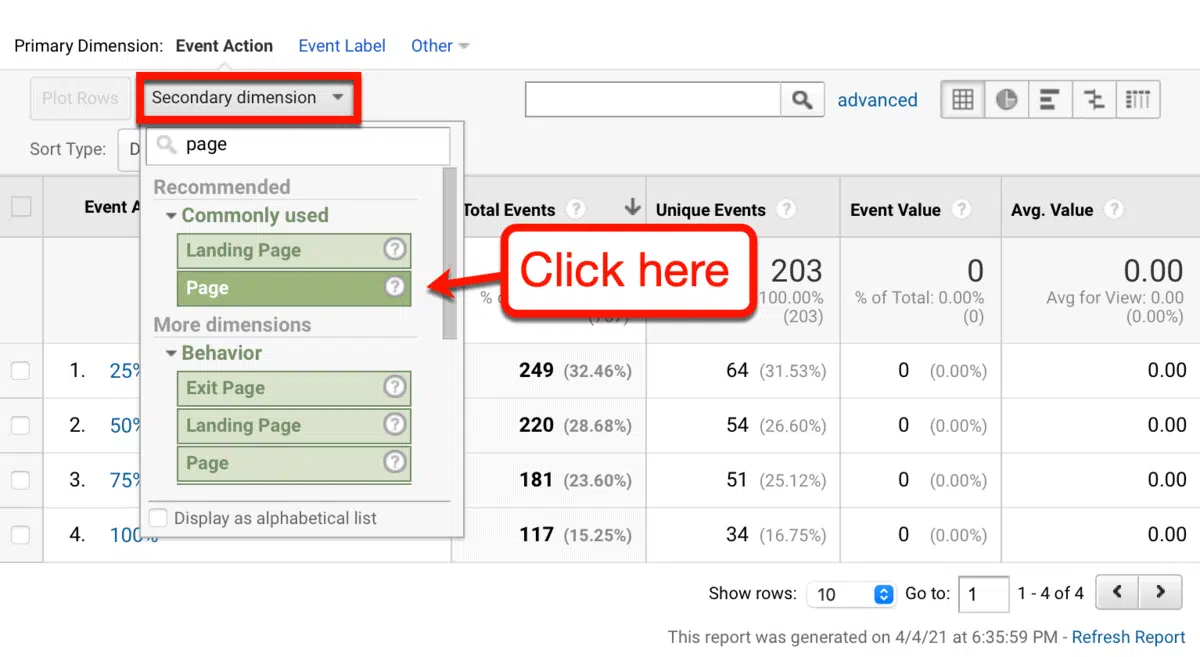 Primary Dimension: Event Action Event Label Other
Plot Rows Secondary dimension advanced
Sort Type: D page
Recommended
Commonly used
Landing Page ?
Page ?
More dimensions
Behavior
Exit Page ?
Landing Page ?
Page ?
Display as alphabetical list
Event A Total Events ? Unique Events ? Event Value ? Avg. Value ?
Click here
203 0 0.00
% 100.00% % of Total: 0.00% Avg for View: 0.00
(203) (0) (0.00%)
1. 25% 249 (32.46%) 64 (31.53%) 0 (0.00%) 0.00
2. 50% 220 (28.68%) 54 (26.60%) 0 (0.00%) 0.00
3. 75% 181 (23.60%) 51 (25.12%) 0 (0.00%) 0.00
4. 100% 117 (15.25%) 34 (16.75%) 0 (0.00%) 0.00
Show rows: 10 Go to: 1 1 - 4 of 4
This report was generated on 4/4/21 at 6:35:59 PM - Refresh Report